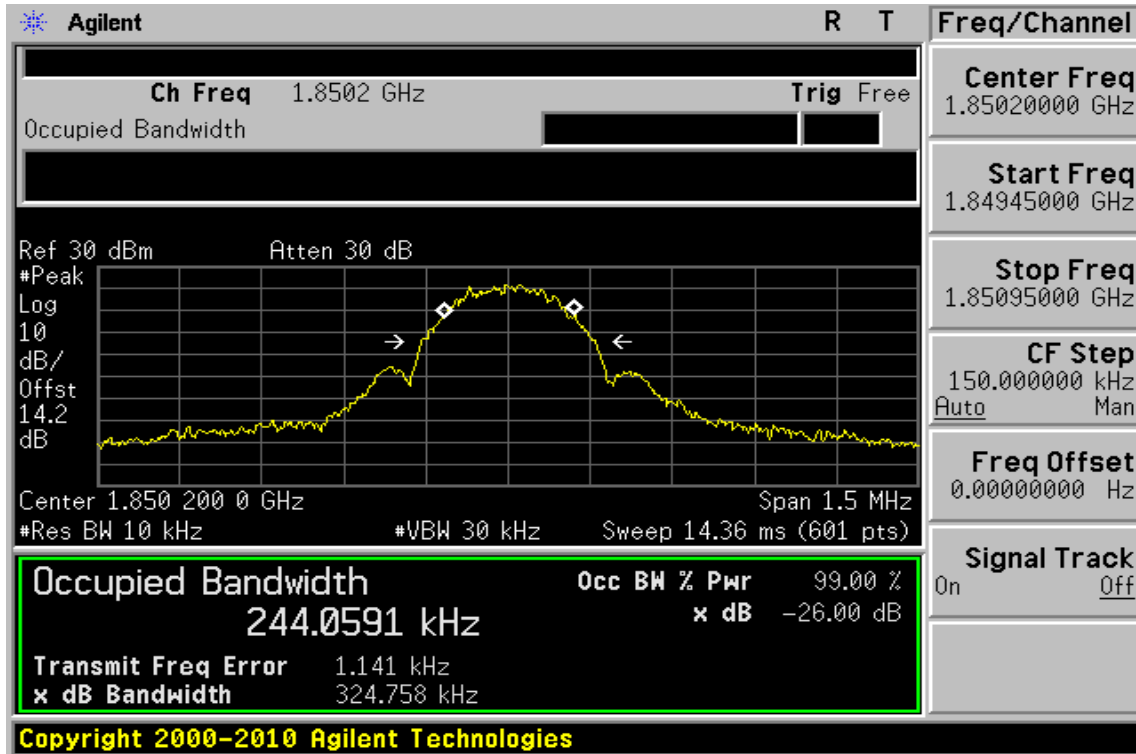 Agilent R T
Ch Freq 1.8502 GHz Trig Free
Occupied Bandwidth
Ref 30 dBm Atten 30 dB
#Peak
Log
10
dB/
Offst
14.2
dB
Center 1.850 200 0 GHz Span 1.5 MHz
#Res BW 10 kHz #VBW 30 kHz Sweep 14.36 ms (601 pts)
Occupied Bandwidth Occ BW % Pwr 99.00 %
244.0591 kHz x dB -26.00 dB
Transmit Freq Error 1.141 kHz
x dB Bandwidth 324.758 kHz
Copyright 2000-2010 Agilent Technologies
Freq/Channel
Center Freq
1.85020000 GHz
Start Freq
1.84945000 GHz
Stop Freq
1.85095000 GHz
CF Step
150.000000 kHz
Auto Man
Freq Offset
0.00000000 Hz
Signal Track
On Off